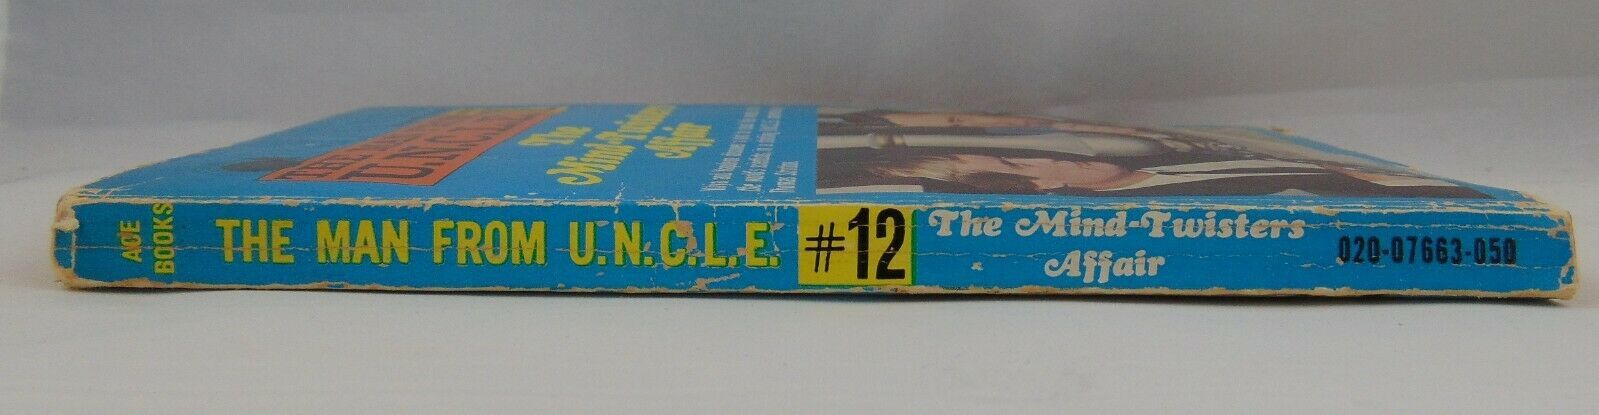 ACE
BOOKS
THE MAN FROM U.N.C.L.E.
#12
The Mind-Twisters
Affair
020-07663-050
U.N.C.L.E.
The
Mind-Twisters
Affair